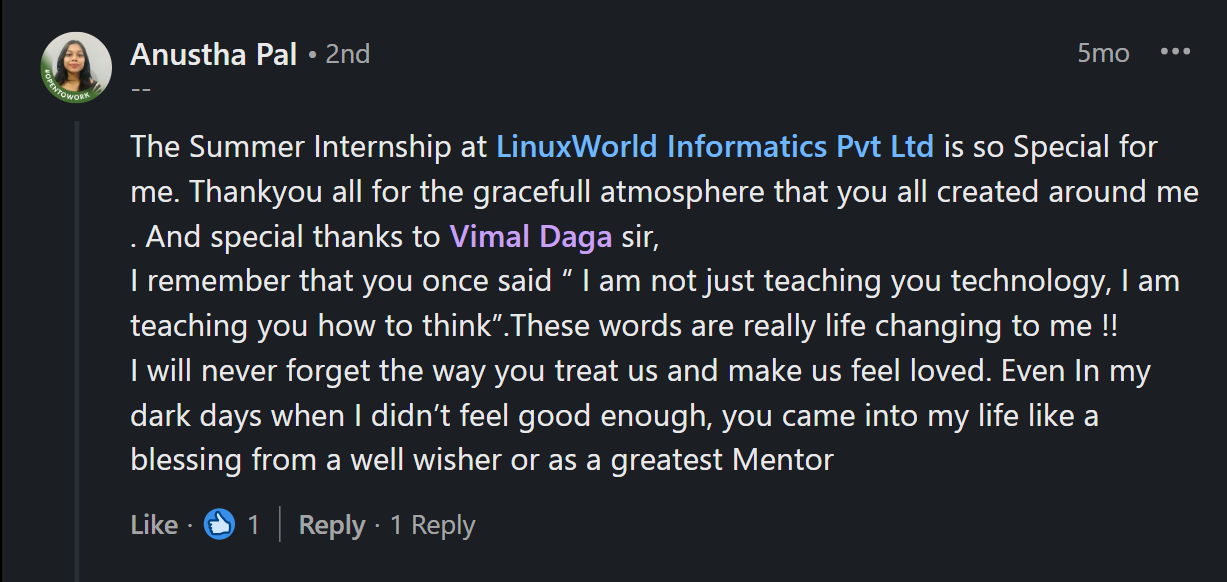 Anustha Pal • 2nd
5mo •••
--
#OPENTOWORK
The Summer Internship at LinuxWorld Informatics Pvt Ltd is so Special for
me. Thankyou all for the gracefull atmosphere that you all created around me
. And special thanks to Vimal Daga sir,
I remember that you once said “ I am not just teaching you technology, I am
teaching you how to think”.These words are really life changing to me !!
I will never forget the way you treat us and make us feel loved. Even In my
dark days when I didn’t feel good enough, you came into my life like a
blessing from a well wisher or as a greatest Mentor
Like · 1 | Reply · 1 Reply